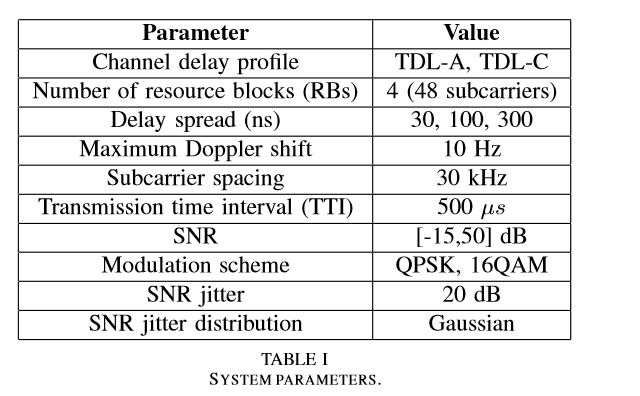 Parameter Value
Channel delay profile TDL-A, TDL-C
Number of resource blocks (RBs) 4 (48 subcarriers)
Delay spread (ns) 30, 100, 300
Maximum Doppler shift 10 Hz
Subcarrier spacing 30 kHz
Transmission time interval (TTI) 500 μs
SNR [-15,50] dB
Modulation scheme QPSK, 16QAM
SNR jitter 20 dB
SNR jitter distribution Gaussian
TABLE I
SYSTEM PARAMETERS.